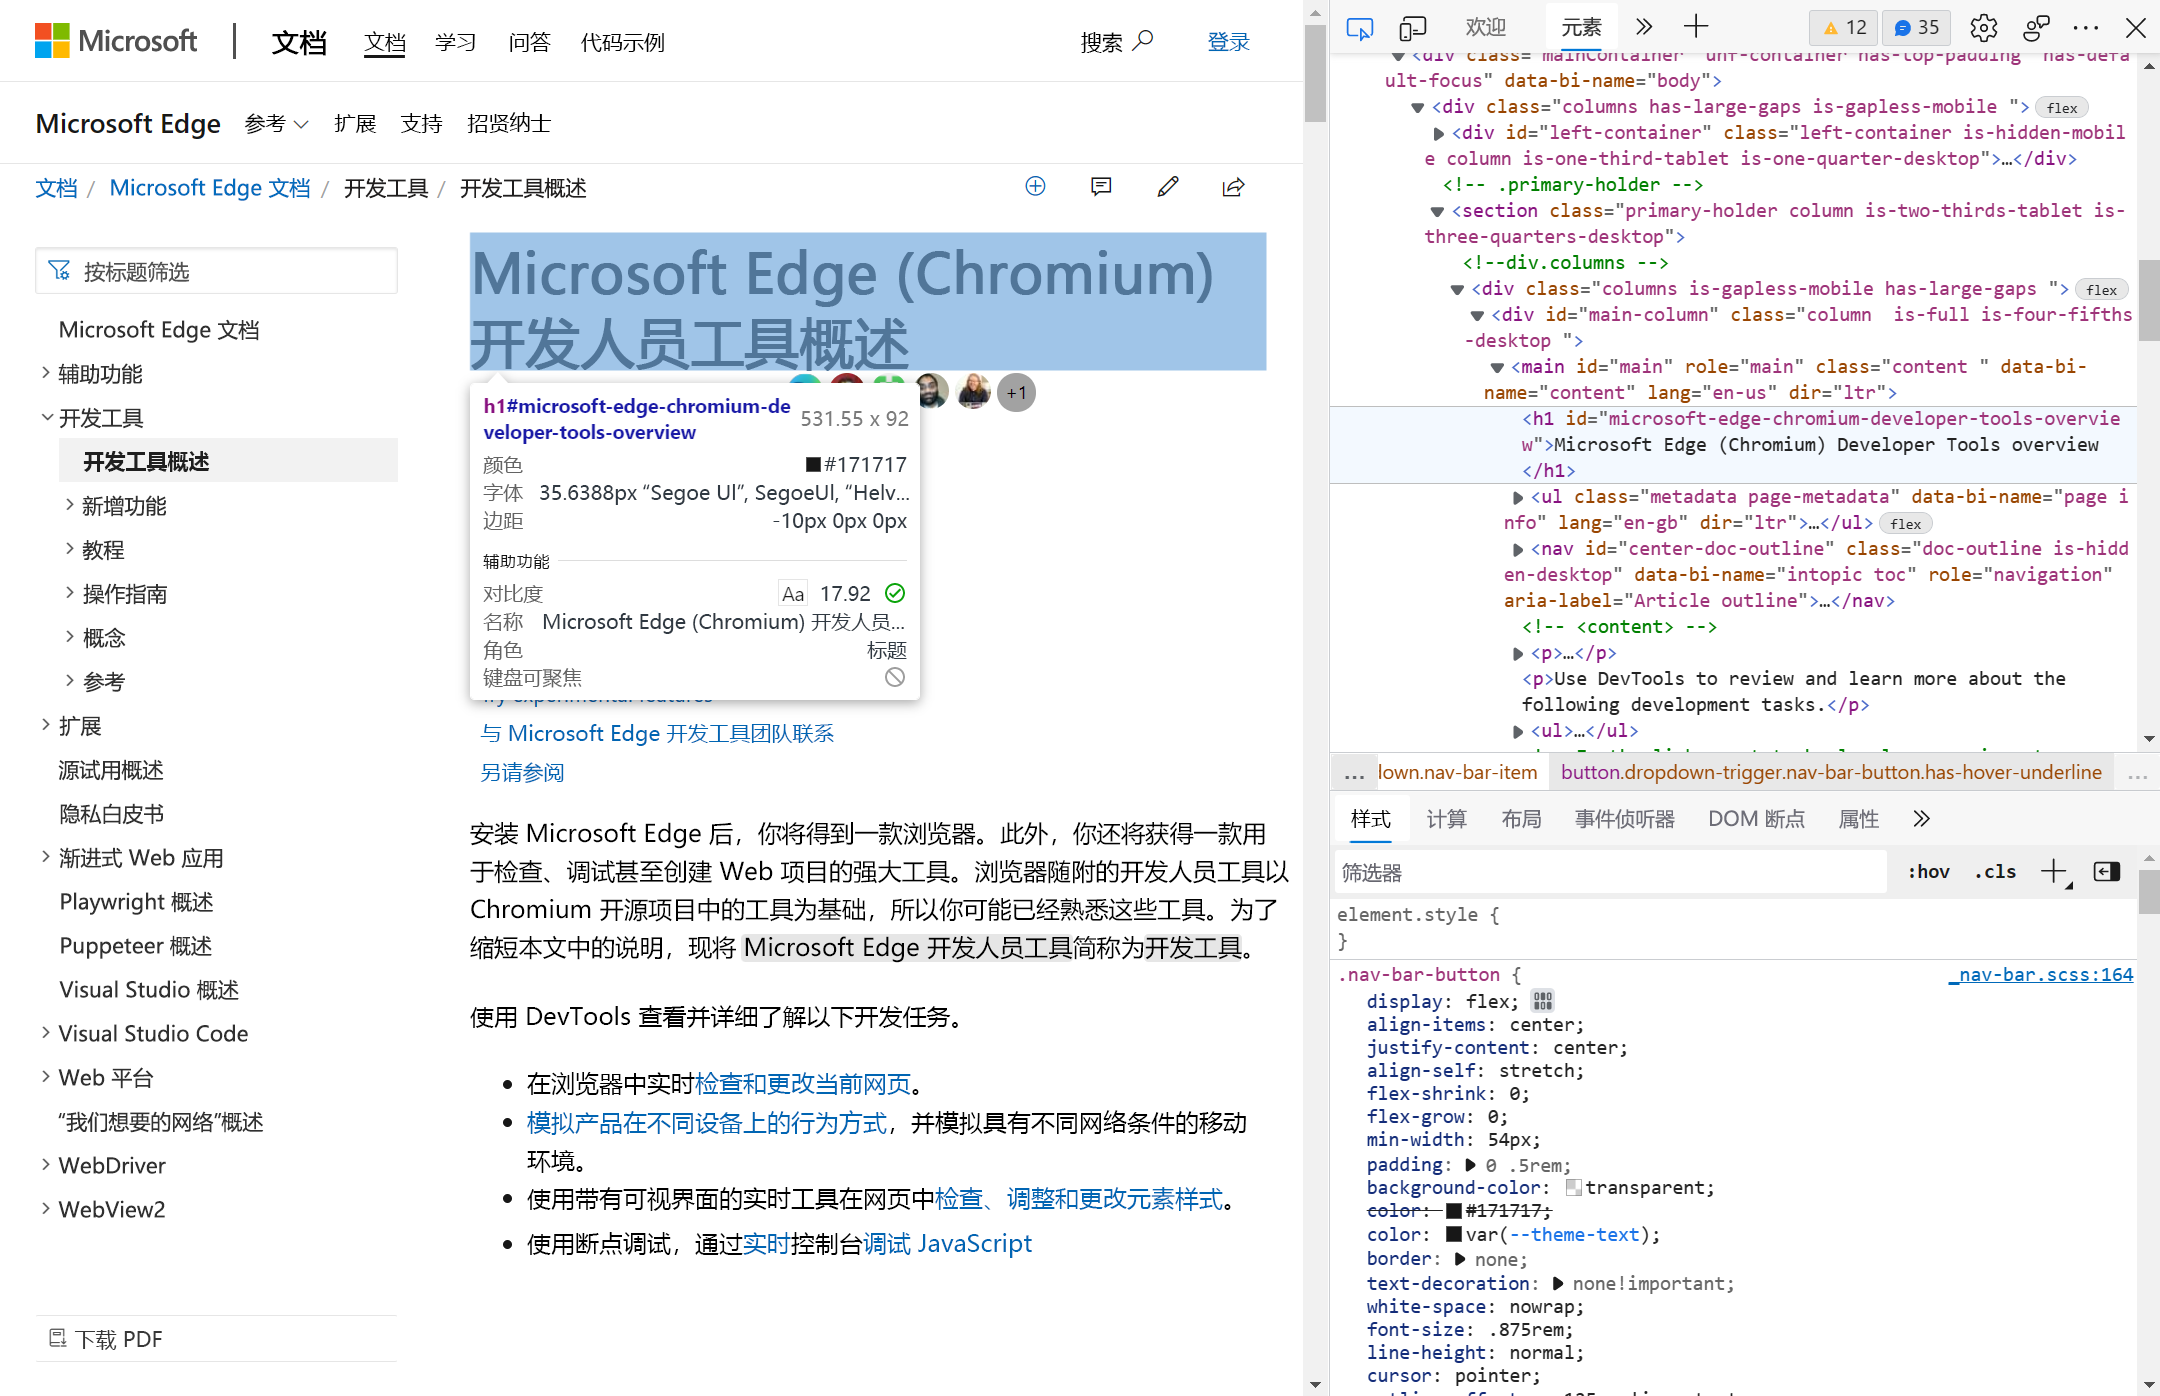 Microsoft
文档
文档
学习
问答
代码示例
搜索
登录
Microsoft Edge
参考
扩展
支持
招贤纳士
文档 / Microsoft Edge 文档 / 开发工具 / 开发工具概述
按标题筛选
Microsoft Edge 文档
辅助功能
开发工具
开发工具概述
新增功能
教程
操作指南
概念
参考
扩展
源试用概述
隐私白皮书
渐进式 Web 应用
Playwright 概述
Puppeteer 概述
Visual Studio 概述
Visual Studio Code
Web 平台
“我们想要的网络”概述
WebDriver
WebView2
下载 PDF
Microsoft Edge (Chromium)
开发人员工具概述
+1
h1#microsoft-edge-chromium-de
veloper-tools-overview
531.55 x 92
颜色 #171717
字体 35.6388px “Segoe UI”, SegoeUI, “Helv...
边距 -10px 0px 0px
辅助功能
对比度 Aa 17.92
名称 Microsoft Edge (Chromium) 开发人员...
角色 标题
键盘可聚焦
Try experimental features
与 Microsoft Edge 开发工具团队联系
另请参阅
安装 Microsoft Edge 后，你将得到一款浏览器。此外，你还将获得一款用
于检查、调试甚至创建 Web 项目的强大工具。浏览器随附的开发人员工具以
Chromium 开源项目中的工具为基础，所以你可能已经熟悉这些工具。为了
缩短本文中的说明，现将 Microsoft Edge 开发人员工具简称为开发工具。
使用 DevTools 查看并详细了解以下开发任务。
• 在浏览器中实时检查和更改当前网页。
• 模拟产品在不同设备上的行为方式，并模拟具有不同网络条件的移动
环境。
• 使用带有可视界面的实时工具在网页中检查、调整和更改元素样式。
• 使用断点调试，通过实时控制台调试 JavaScript
欢迎
元素
12
35
<div class="mainContainer  uhf-container has-top-padding  has-defa
ult-focus" data-bi-name="body">
<div class="columns has-large-gaps is-gapless-mobile "> flex
<div id="left-container" class="left-container is-hidden-mobil
e column is-one-third-tablet is-one-quarter-desktop">…</div>
<!-- .primary-holder -->
<section class="primary-holder column is-two-thirds-tablet is-
three-quarters-desktop">
<!--div.columns -->
<div class="columns is-gapless-mobile has-large-gaps "> flex
<div id="main-column" class="column  is-full is-four-fifths
-desktop ">
<main id="main" role="main" class="content " data-bi-
name="content" lang="en-us" dir="ltr">
<h1 id="microsoft-edge-chromium-developer-tools-overvie
w">Microsoft Edge (Chromium) Developer Tools overview
</h1>
<ul class="metadata page-metadata" data-bi-name="page i
nfo" lang="en-gb" dir="ltr">…</ul> flex
<nav id="center-doc-outline" class="doc-outline is-hidd
en-desktop" data-bi-name="intopic toc" role="navigation"
aria-label="Article outline">…</nav>
<!-- <content> -->
<p>…</p>
<p>Use DevTools to review and learn more about the
following development tasks.</p>
<ul>…</ul>
... lown.nav-bar-item button.dropdown-trigger.nav-bar-button.has-hover-underline ...
样式
计算
布局
事件侦听器
DOM 断点
属性
筛选器
:hov
.cls
element.style {
}
.nav-bar-button { _nav-bar.scss:164
display: flex;
align-items: center;
justify-content: center;
align-self: stretch;
flex-shrink: 0;
flex-grow: 0;
min-width: 54px;
padding: 0 .5rem;
background-color: transparent;
color: #171717;
color: var(--theme-text);
border: none;
text-decoration: none!important;
white-space: nowrap;
font-size: .875rem;
line-height: normal;
cursor: pointer;